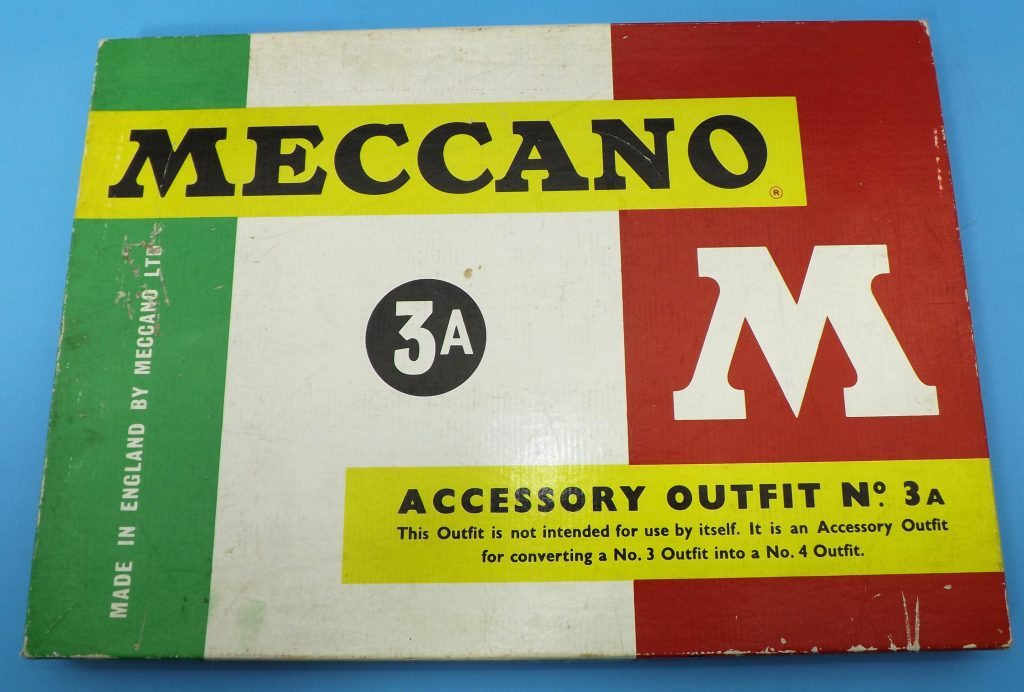 MECCANO ®
3A
M
MADE IN ENGLAND BY MECCANO LTD
ACCESSORY OUTFIT Nº. 3A
This Outfit is not intended for use by itself. It is an Accessory Outfit
for converting a No. 3 Outfit into a No. 4 Outfit.